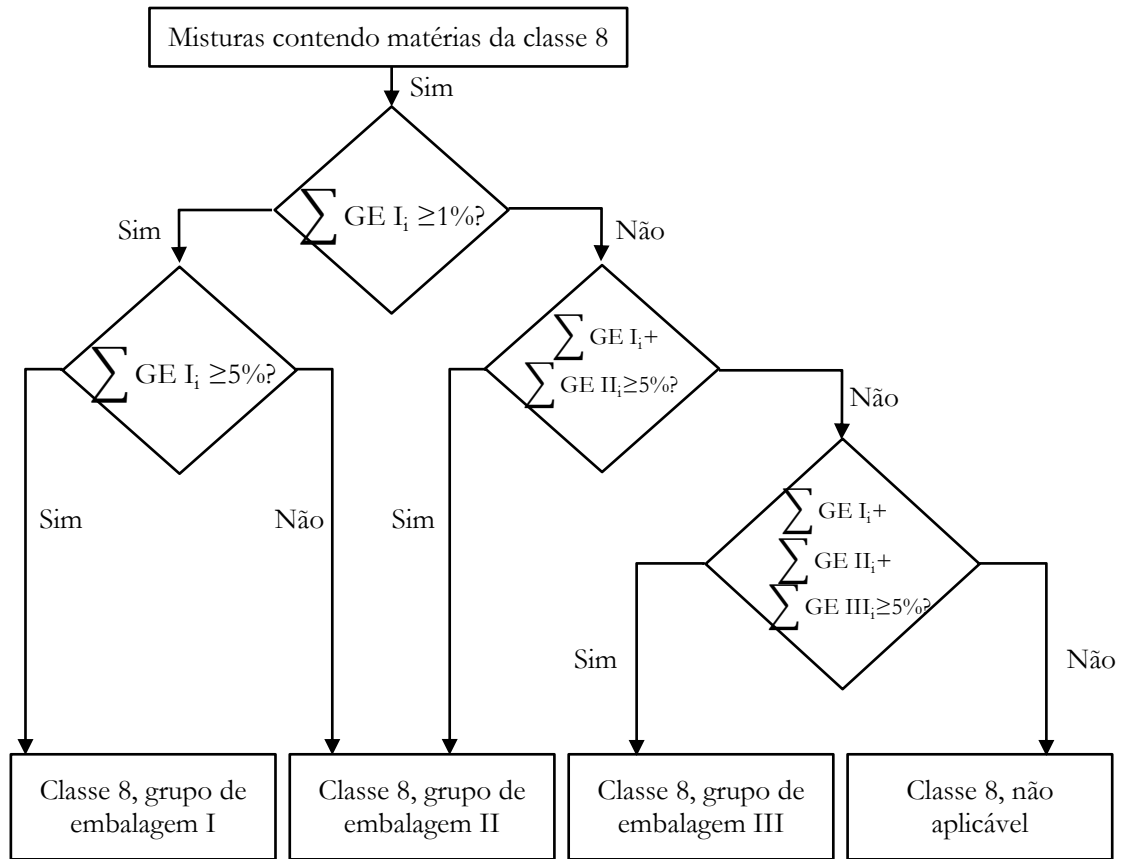 Misturas contendo matérias da classe 8
Sim
∑ GE Iᵢ ≥1%?
Sim
Não
∑ GE Iᵢ ≥5%?
∑ GE Iᵢ+
∑ GE IIᵢ≥5%?
Não
Sim
Não
Sim
∑ GE Iᵢ+
∑ GE IIᵢ+
∑ GE IIIᵢ≥5%?
Sim
Não
Classe 8, grupo de
embalagem I
Classe 8, grupo de
embalagem II
Classe 8, grupo de
embalagem III
Classe 8, não
aplicável